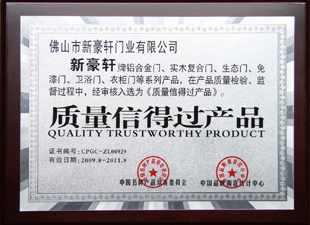 佛山市新豪轩门业有限公司
新豪轩 牌铝合金门、实木复合门、生态门、免
漆门、卫浴门、衣柜门等系列产品，在产品质量检验、监
督过程中，经审核入选为《质量信得过产品》。
质量信得过产品
QUALITY TRUSTWORTHY PRODUCT
证书编号：CPGC-ZL00929
有效日期：2009.8-2011.8